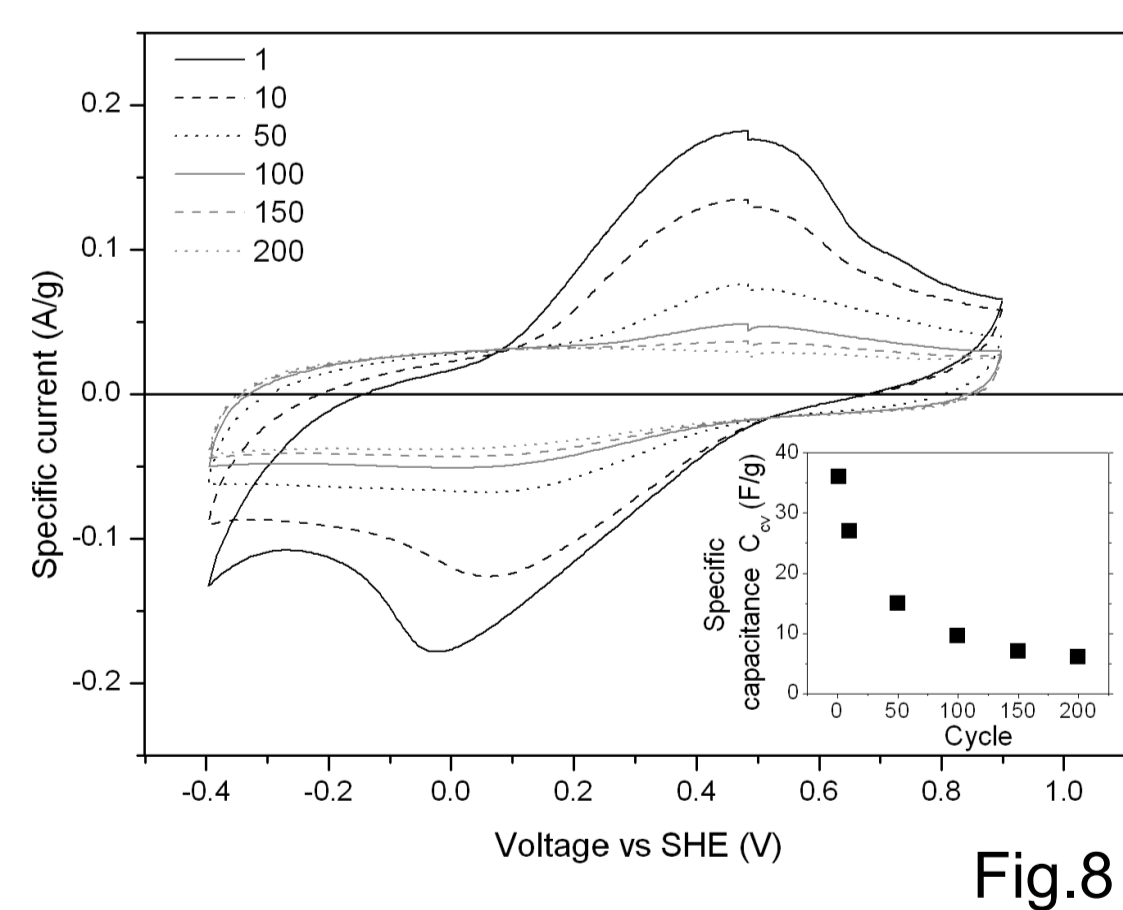 1
10
50
100
150
200
0.2
0.1
0.0
-0.1
-0.2
Specific current (A/g)
-0.4 -0.2 0.0 0.2 0.4 0.6 0.8 1.0
Voltage vs SHE (V)
Specific
capacitance C_cv (F/g)
40
30
20
10
0
0 50 100 150 200
Cycle
Fig.8